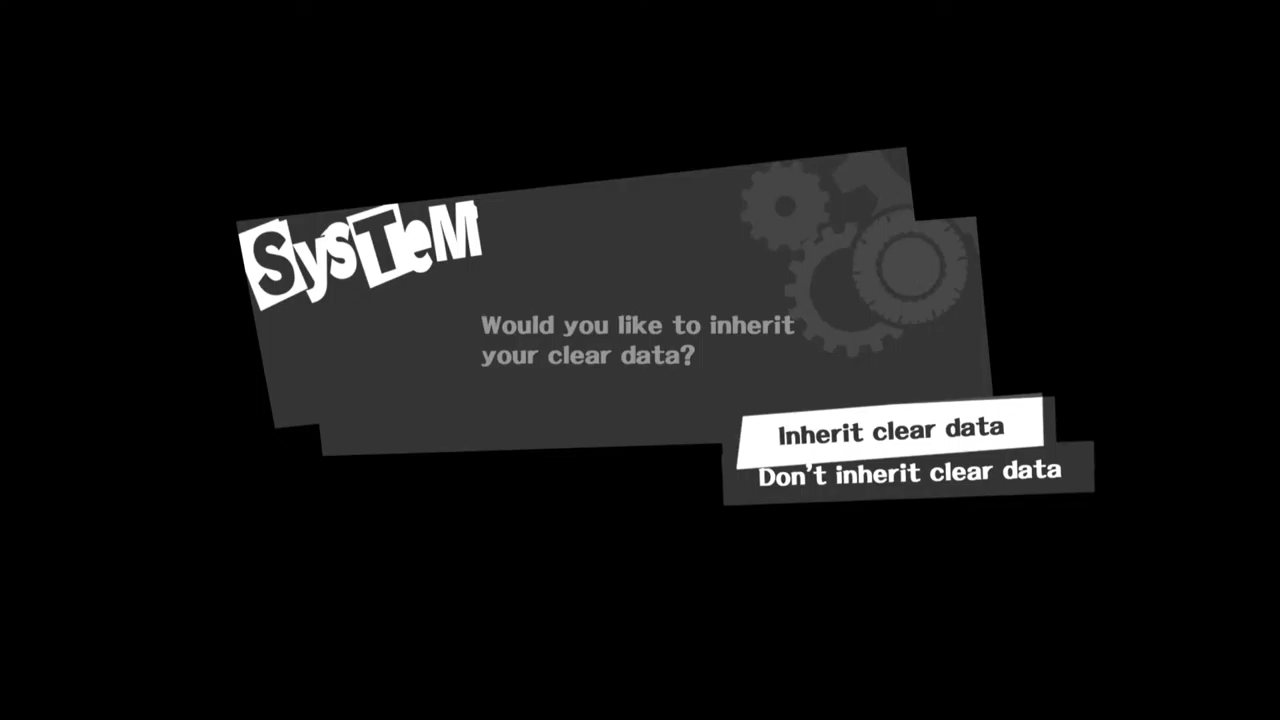 SysTeM
Would you like to inherit
your clear data?
Inherit clear data
Don't inherit clear data